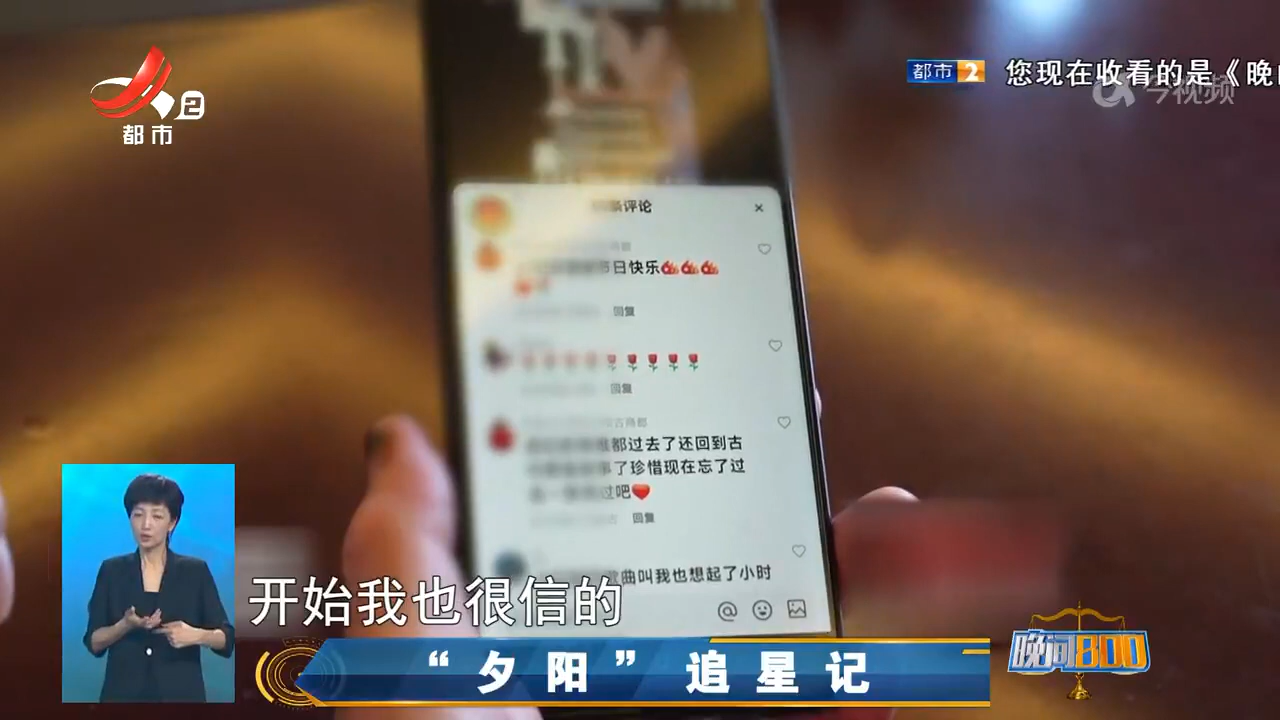 都市
2
都市2
您现在收看的是《晚
今视频
条评论
日快乐
回复
回复
都过去了还回到古
了珍惜现在忘了过
过吧
回复
曲叫我也想起了小时
开始我也很信的
“夕阳”追星记
晚间800